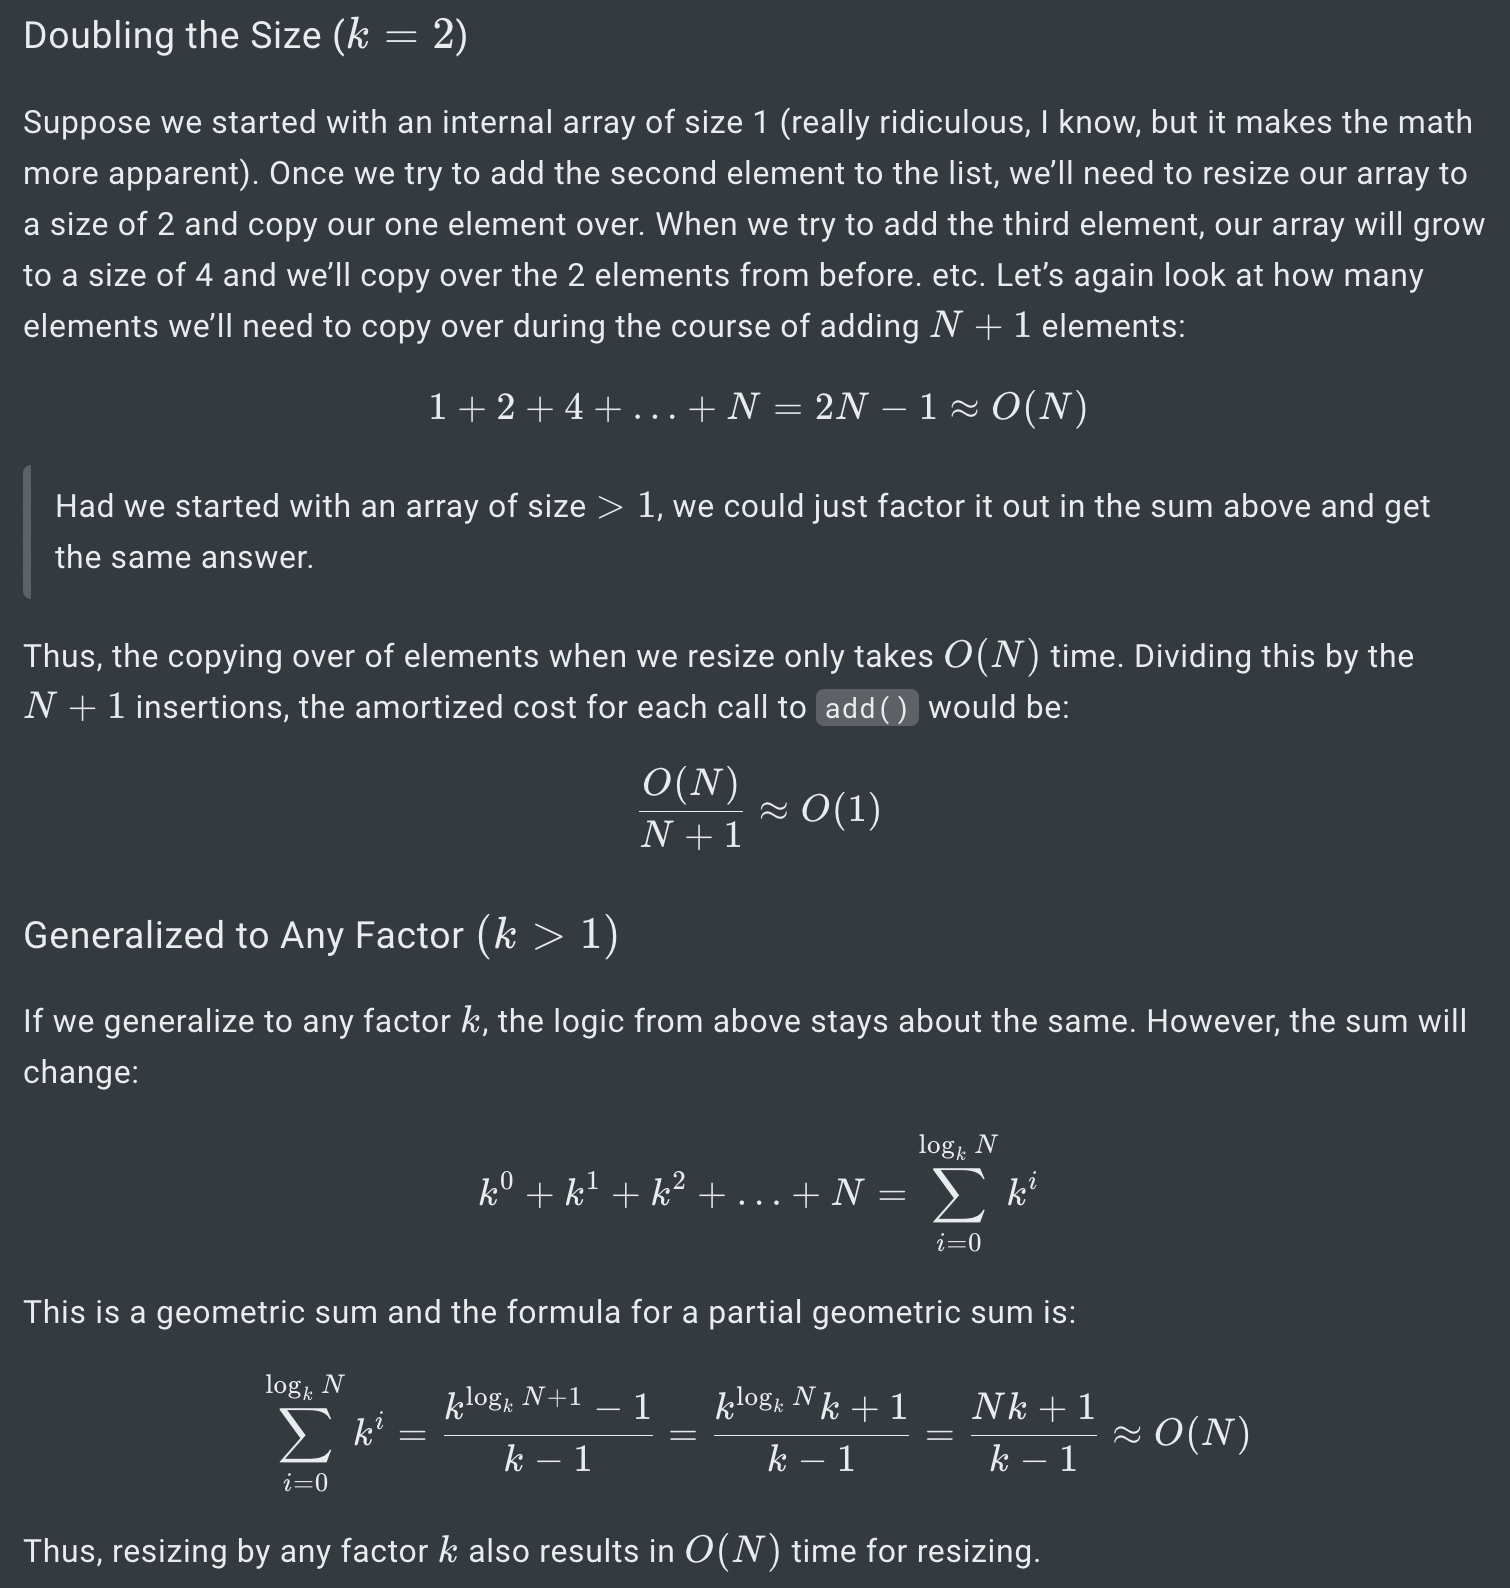 Doubling the Size (k = 2)
Suppose we started with an internal array of size 1 (really ridiculous, I know, but it makes the math
more apparent). Once we try to add the second element to the list, we’ll need to resize our array to
a size of 2 and copy our one element over. When we try to add the third element, our array will grow
to a size of 4 and we’ll copy over the 2 elements from before. etc. Let’s again look at how many
elements we’ll need to copy over during the course of adding N + 1 elements:
1 + 2 + 4 + … + N = 2N − 1 ≈ O(N)
Had we started with an array of size > 1, we could just factor it out in the sum above and get
the same answer.
Thus, the copying over of elements when we resize only takes O(N) time. Dividing this by the
N + 1 insertions, the amortized cost for each call to add() would be:
\frac{O(N)}{N + 1} ≈ O(1)
Generalized to Any Factor (k > 1)
If we generalize to any factor k, the logic from above stays about the same. However, the sum will
change:
k^0 + k^1 + k^2 + … + N = \sum_{i=0}^{\log_k N} k^i
This is a geometric sum and the formula for a partial geometric sum is:
\sum_{i=0}^{\log_k N} k^i = \frac{k^{\log_k N+1} − 1}{k − 1} = \frac{k^{\log_k N} k + 1}{k − 1} = \frac{Nk + 1}{k − 1} ≈ O(N)
Thus, resizing by any factor k also results in O(N) time for resizing.